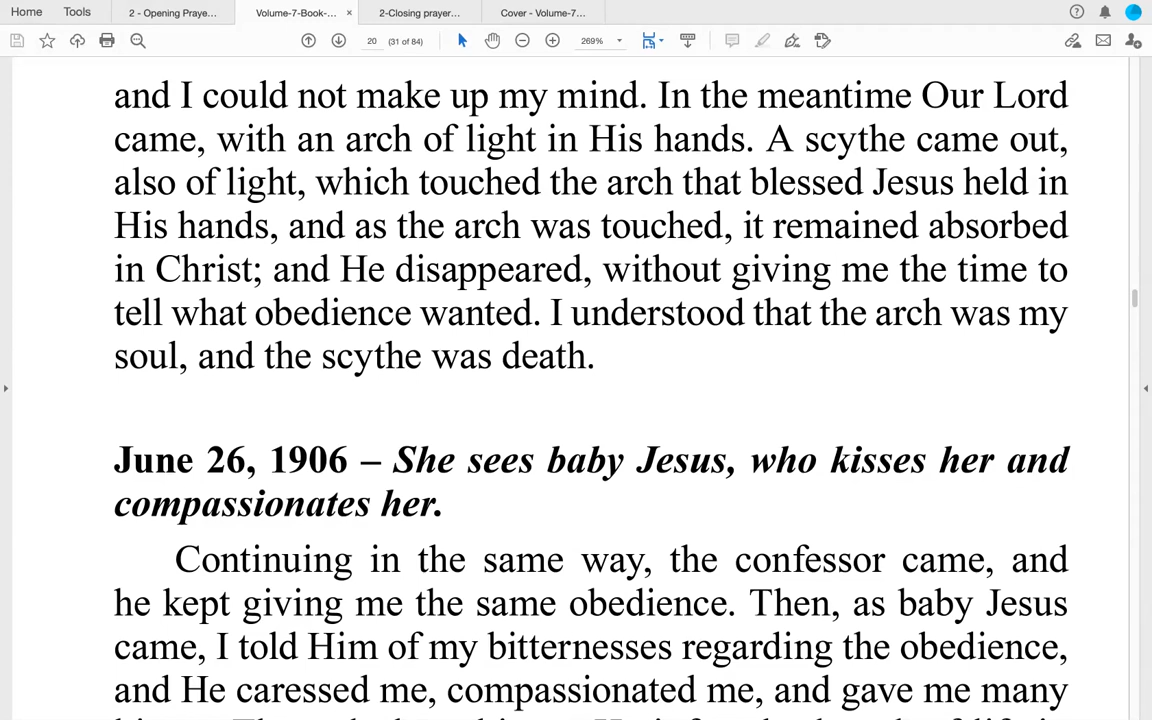 Home
Tools
2 - Opening Praye...
Volume-7-Book-...
×
2-Closing prayer...
Cover - Volume-7...
20
(31 of 84)
269%
and I could not make up my mind. In the meantime Our Lord
came, with an arch of light in His hands. A scythe came out,
also of light, which touched the arch that blessed Jesus held in
His hands, and as the arch was touched, it remained absorbed
in Christ; and He disappeared, without giving me the time to
tell what obedience wanted. I understood that the arch was my
soul, and the scythe was death.
June 26, 1906 – She sees baby Jesus, who kisses her and
compassionates her.
Continuing in the same way, the confessor came, and
he kept giving me the same obedience. Then, as baby Jesus
came, I told Him of my bitternesses regarding the obedience,
and He caressed me, compassionated me, and gave me many